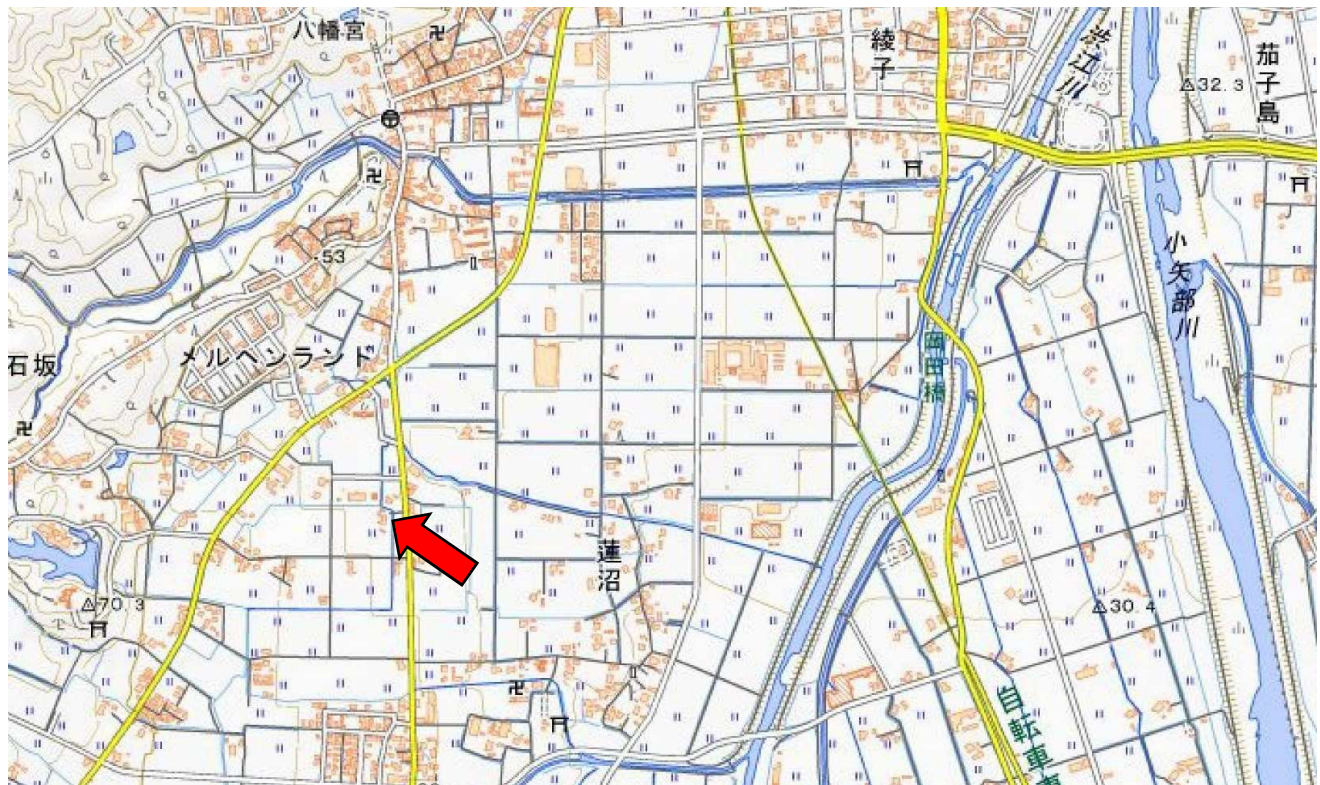 八幡宮
綾子
渋江川
茄子島
32.3
53
小矢部川
メルヘンランド
石坂
岡田橋
蓮沼
70.3
30.4
自転車